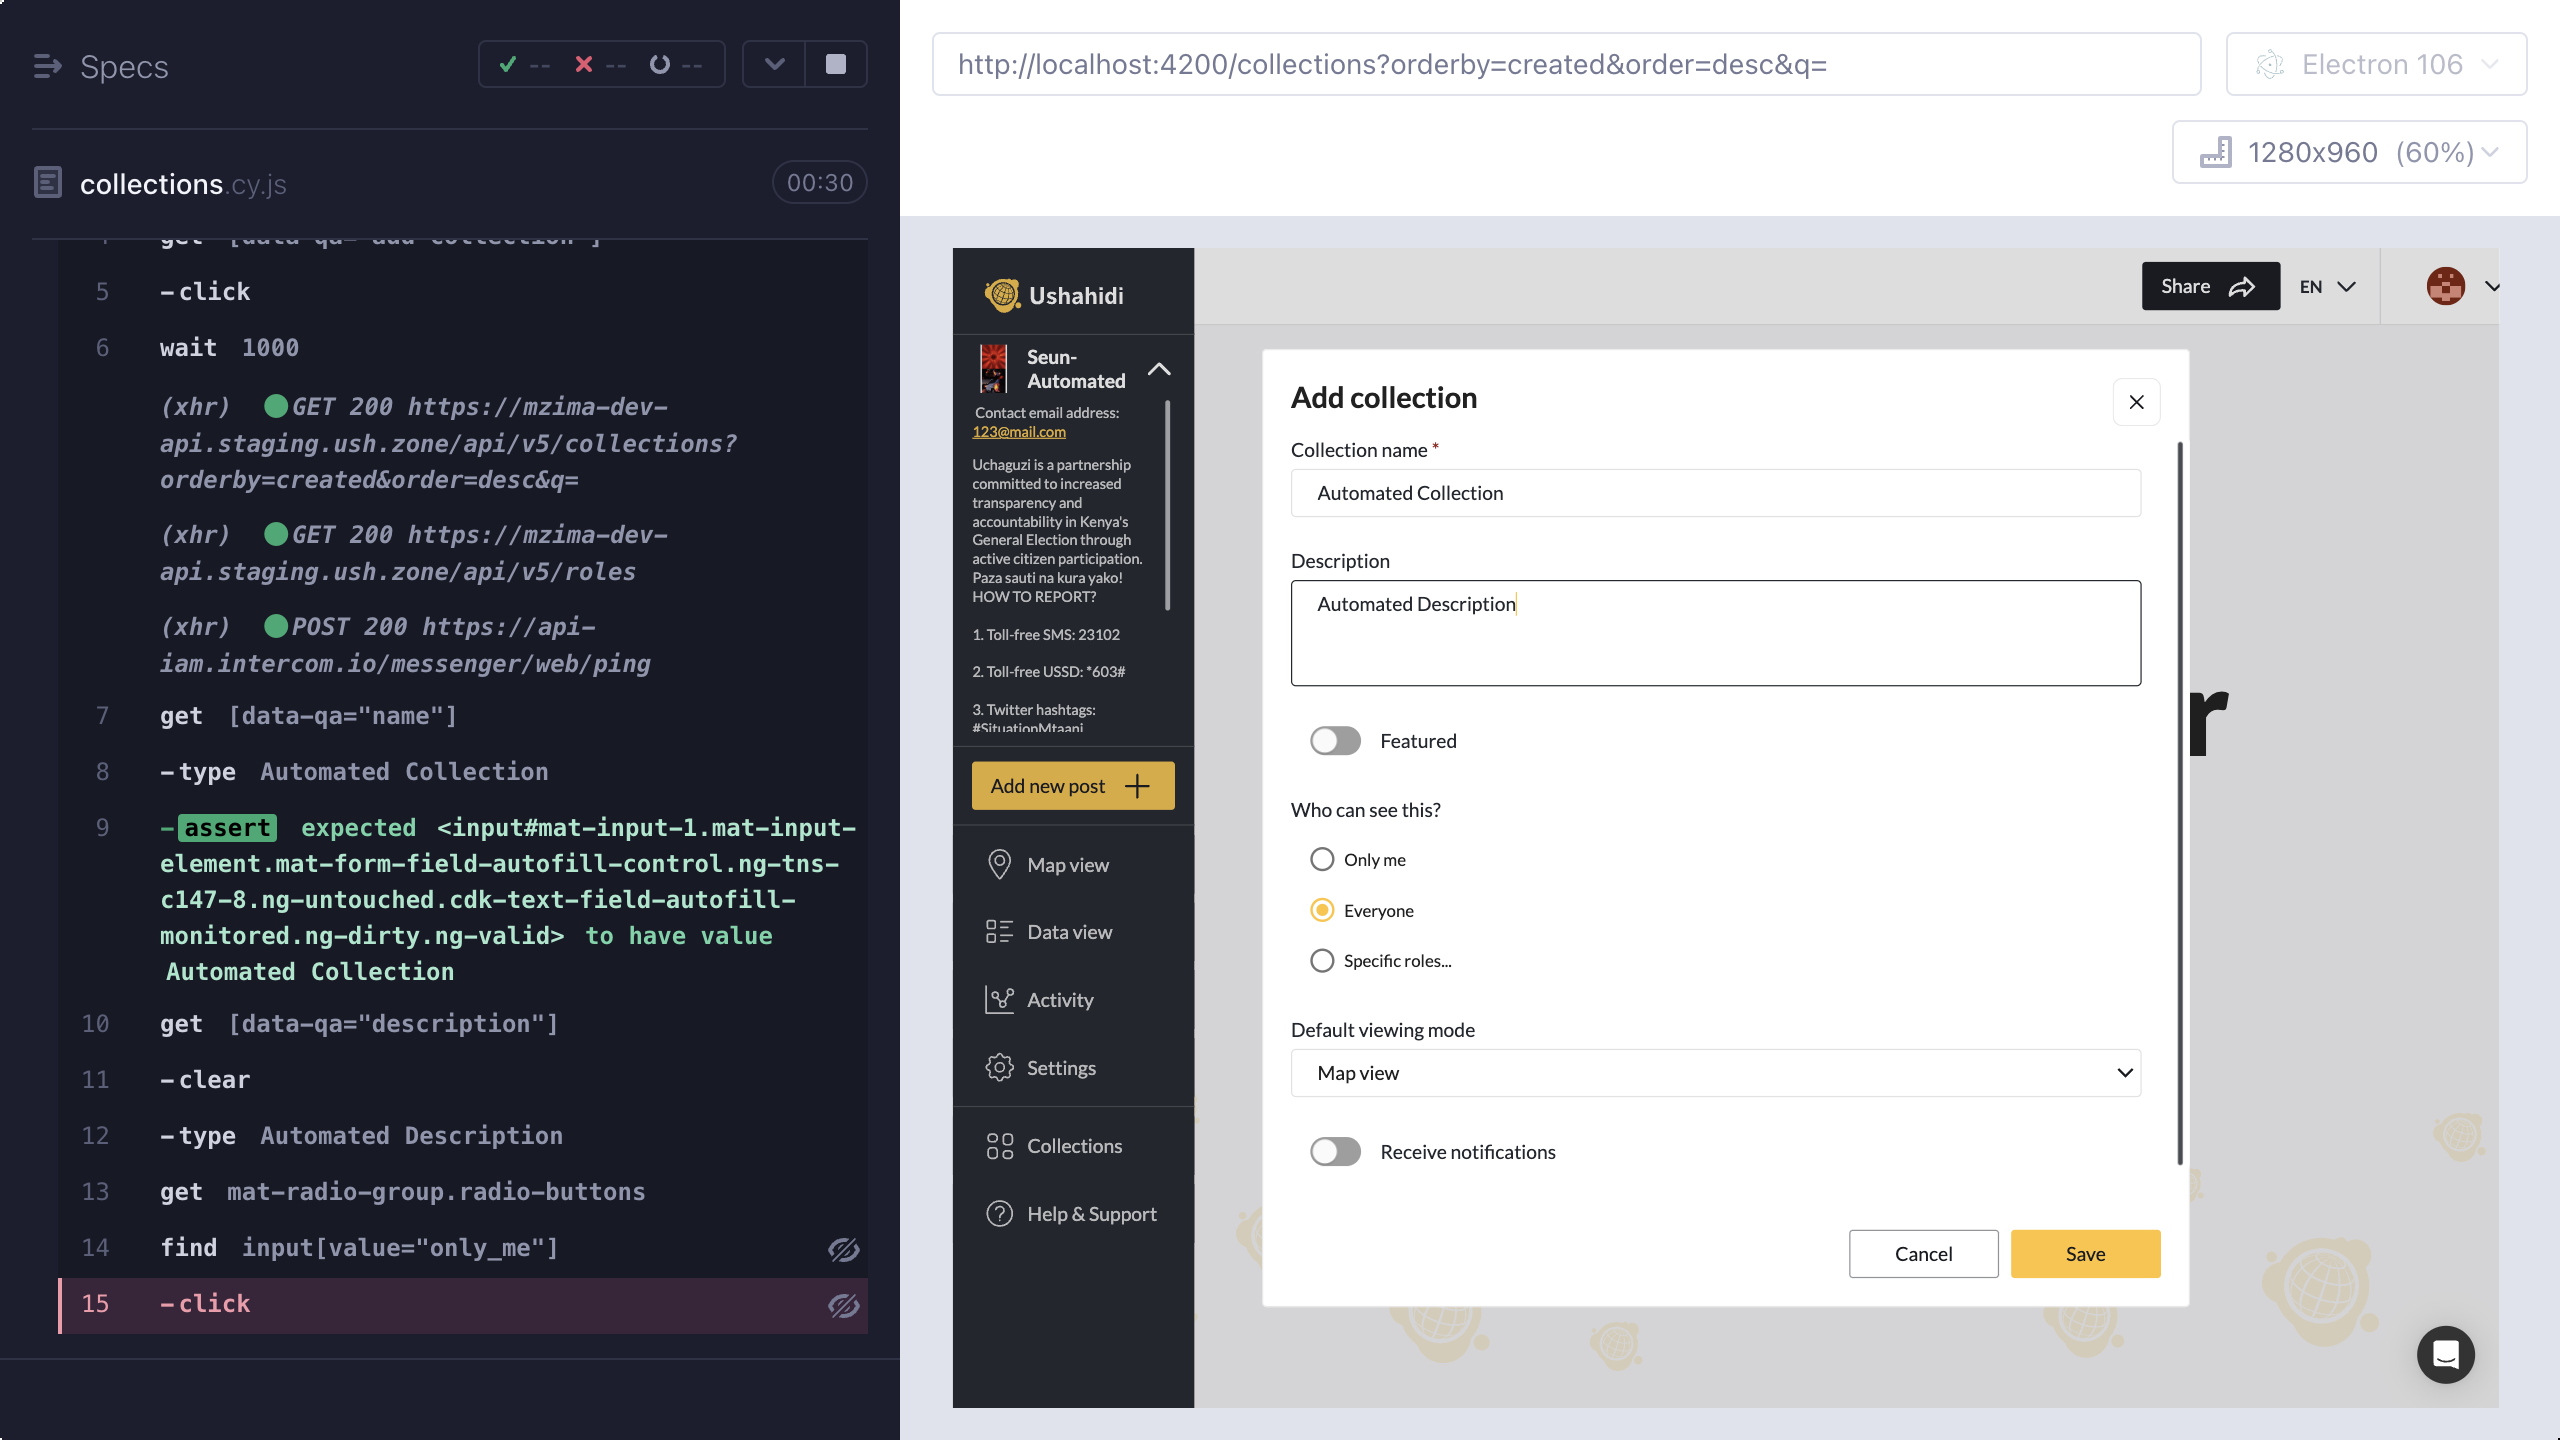 Specs
-- -- --
collections.cy.js
00:30
5 -click
6 wait 1000
(xhr) GET 200 https://mzima-dev-
api.staging.ush.zone/api/v5/collections?
orderby=created&order=desc&q=
(xhr) GET 200 https://mzima-dev-
api.staging.ush.zone/api/v5/roles
(xhr) POST 200 https://api-
iam.intercom.io/messenger/web/ping
7 get [data-qa="name"]
8 -type Automated Collection
9 -assert expected <input#mat-input-1.mat-input-
element.mat-form-field-autofill-control.ng-tns-
c147-8.ng-untouched.cdk-text-field-autofill-
monitored.ng-dirty.ng-valid> to have value
Automated Collection
10 get [data-qa="description"]
11 -clear
12 -type Automated Description
13 get mat-radio-group.radio-buttons
14 find input[value="only_me"]
15 -click
http://localhost:4200/collections?orderby=created&order=desc&q=
Electron 106
1280x960 (60%)
Ushahidi
Seun-
Automated
Contact email address:
123@mail.com
Uchaguzi is a partnership
committed to increased
transparency and
accountability in Kenya's
General Election through
active citizen participation.
Paza sauti na kura yako!
HOW TO REPORT?
1. Toll-free SMS: 23102
2. Toll-free USSD: *603#
3. Twitter hashtags:
#SituationMtaani
Add new post
Map view
Data view
Activity
Settings
Collections
Help & Support
Share
EN
Add collection
Collection name *
Automated Collection
Description
Automated Description
Featured
Who can see this?
Only me
Everyone
Specific roles...
Default viewing mode
Map view
Receive notifications
Cancel
Save
r